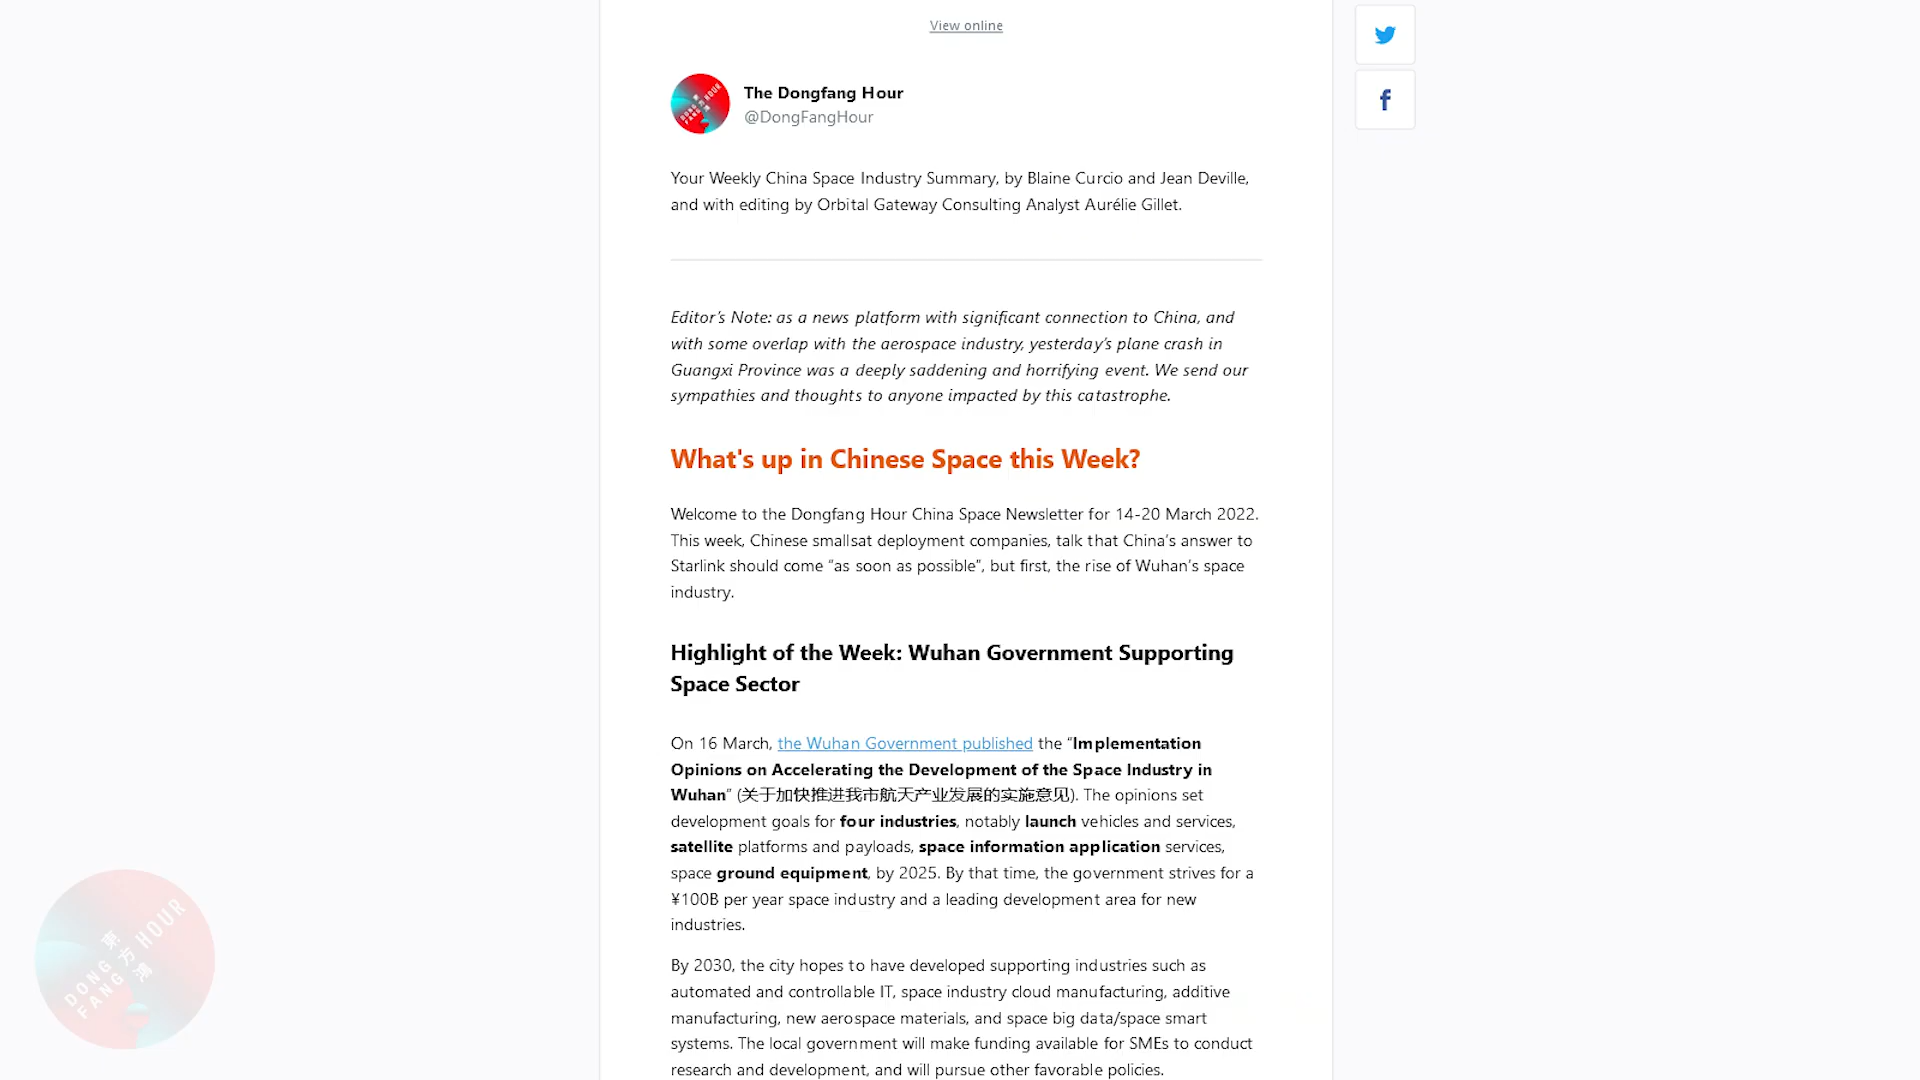 View online
The Dongfang Hour
@DongFangHour
Your Weekly China Space Industry Summary, by Blaine Curcio and Jean Deville,
and with editing by Orbital Gateway Consulting Analyst Aurélie Gillet.
Editor's Note: as a news platform with significant connection to China, and
with some overlap with the aerospace industry, yesterday's plane crash in
Guangxi Province was a deeply saddening and horrifying event. We send our
sympathies and thoughts to anyone impacted by this catastrophe.
What's up in Chinese Space this Week?
Welcome to the Dongfang Hour China Space Newsletter for 14-20 March 2022.
This week, Chinese smallsat deployment companies, talk that China's answer to
Starlink should come “as soon as possible”, but first, the rise of Wuhan's space
industry.
Highlight of the Week: Wuhan Government Supporting
Space Sector
On 16 March, the Wuhan Government published the “Implementation
Opinions on Accelerating the Development of the Space Industry in
Wuhan” (关于加快推进我市航天产业发展的实施意见). The opinions set
development goals for four industries, notably launch vehicles and services,
satellite platforms and payloads, space information application services,
space ground equipment, by 2025. By that time, the government strives for a
¥100B per year space industry and a leading development area for new
industries.
By 2030, the city hopes to have developed supporting industries such as
automated and controllable IT, space industry cloud manufacturing, additive
manufacturing, new aerospace materials, and space big data/space smart
systems. The local government will make funding available for SMEs to conduct
research and development, and will pursue other favorable policies.
DONG FANG HOUR
東方鴻